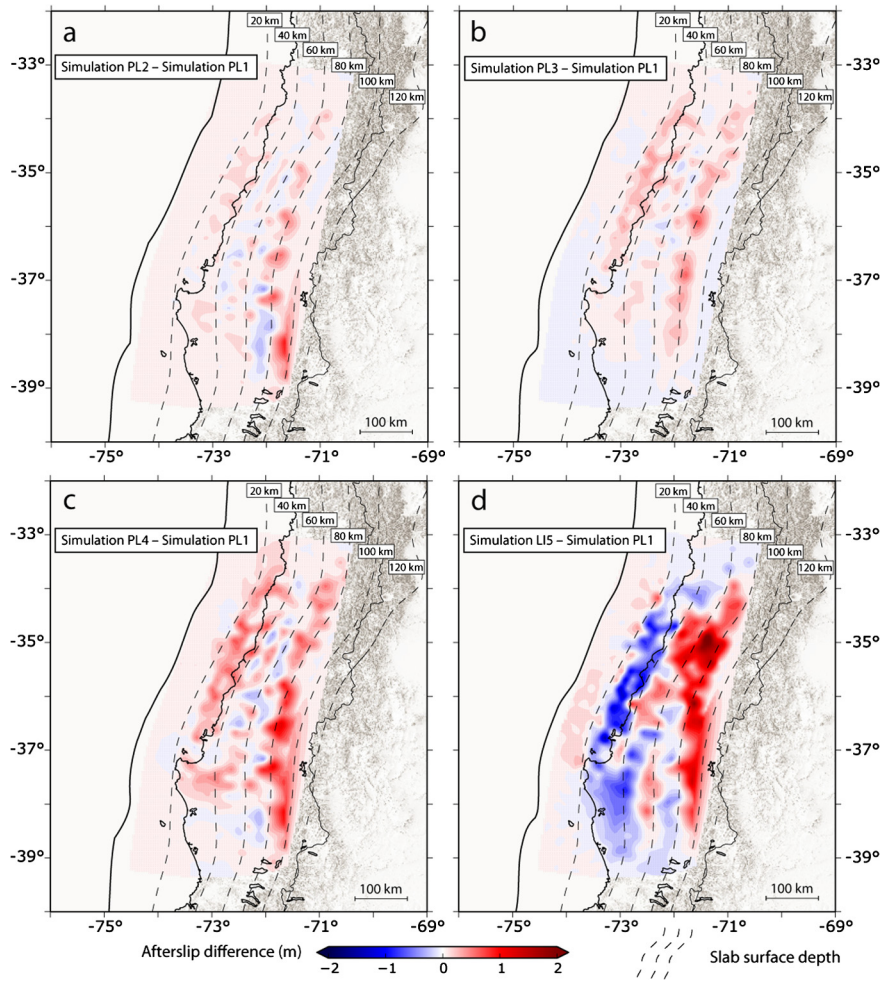 a
Simulation PL2 – Simulation PL1
20 km
40 km
60 km
80 km
100 km
120 km
-33°
-35°
-37°
-39°
100 km
-75°
-73°
-71°
-69°
b
Simulation PL3 – Simulation PL1
20 km
40 km
60 km
80 km
100 km
120 km
-33°
-35°
-37°
-39°
100 km
-75°
-73°
-71°
-69°
c
Simulation PL4 – Simulation PL1
20 km
40 km
60 km
80 km
100 km
120 km
-33°
-35°
-37°
-39°
100 km
-75°
-73°
-71°
-69°
d
Simulation LI5 – Simulation PL1
20 km
40 km
60 km
80 km
100 km
120 km
-33°
-35°
-37°
-39°
100 km
-75°
-73°
-71°
-69°
Afterslip difference (m)
−2
−1
0
1
2
Slab surface depth